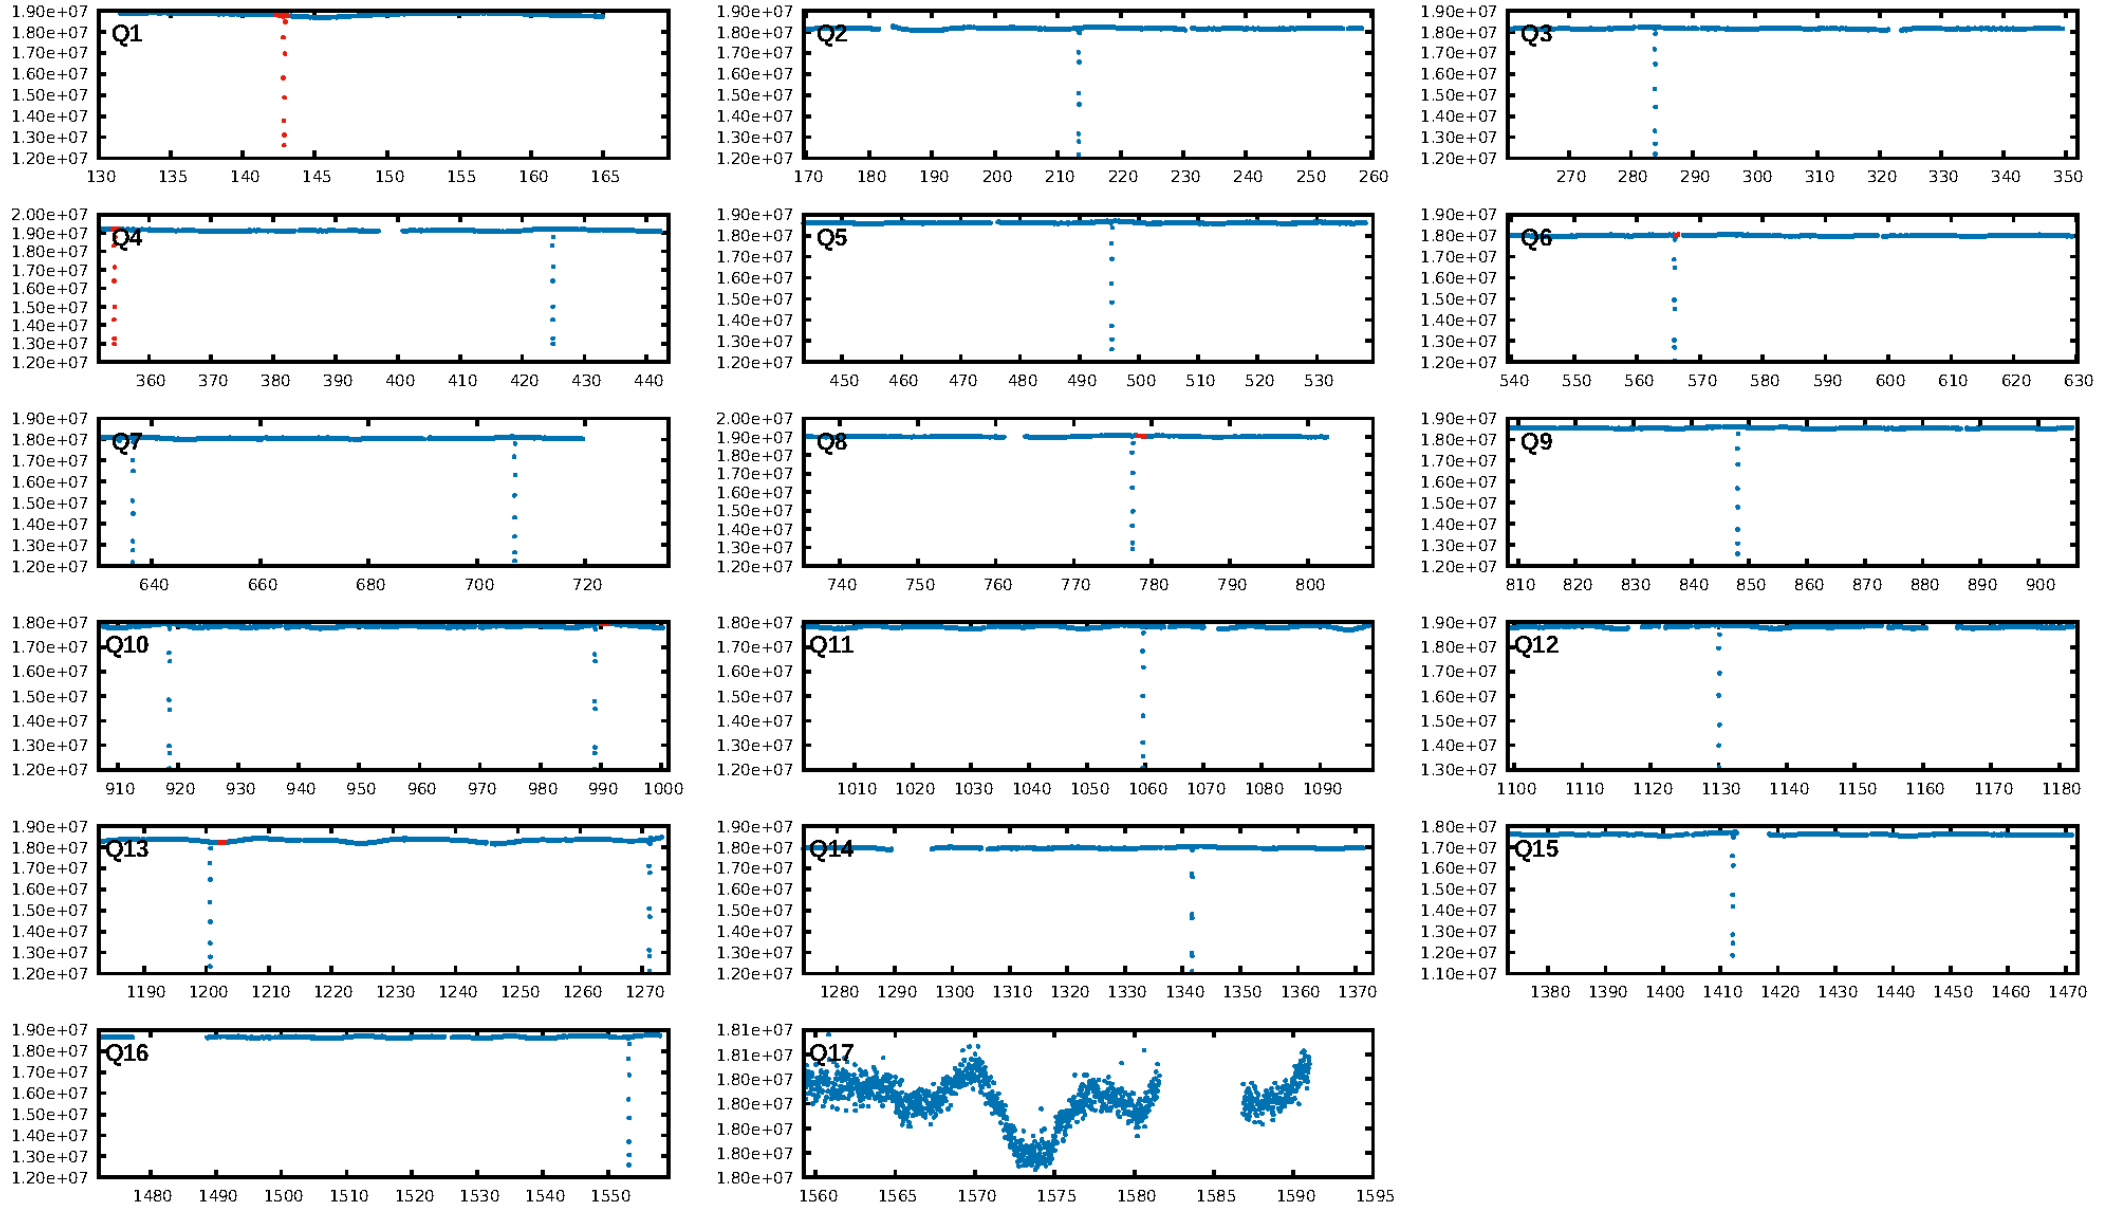 1.90e+07 1.80e+07 1.70e+07 1.60e+07 1.50e+07 1.40e+07 1.30e+07 1.20e+07
Q1
130 135 140 145 150 155 160 165
1.90e+07 1.80e+07 1.70e+07 1.60e+07 1.50e+07 1.40e+07 1.30e+07 1.20e+07
Q2
170 180 190 200 210 220 230 240 250 260
1.90e+07 1.80e+07 1.70e+07 1.60e+07 1.50e+07 1.40e+07 1.30e+07 1.20e+07
Q3
270 280 290 300 310 320 330 340 350
2.00e+07 1.90e+07 1.80e+07 1.70e+07 1.60e+07 1.50e+07 1.40e+07 1.30e+07 1.20e+07
Q4
360 370 380 390 400 410 420 430 440
1.90e+07 1.80e+07 1.70e+07 1.60e+07 1.50e+07 1.40e+07 1.30e+07 1.20e+07
Q5
450 460 470 480 490 500 510 520 530
1.90e+07 1.80e+07 1.70e+07 1.60e+07 1.50e+07 1.40e+07 1.30e+07 1.20e+07
Q6
540 550 560 570 580 590 600 610 620 630
1.90e+07 1.80e+07 1.70e+07 1.60e+07 1.50e+07 1.40e+07 1.30e+07 1.20e+07
Q7
640 660 680 700 720
2.00e+07 1.90e+07 1.80e+07 1.70e+07 1.60e+07 1.50e+07 1.40e+07 1.30e+07 1.20e+07
Q8
740 750 760 770 780 790 800
1.90e+07 1.80e+07 1.70e+07 1.60e+07 1.50e+07 1.40e+07 1.30e+07 1.20e+07
Q9
810 820 830 840 850 860 870 880 890 900
1.80e+07 1.70e+07 1.60e+07 1.50e+07 1.40e+07 1.30e+07 1.20e+07
Q10
910 920 930 940 950 960 970 980 990 1000
1.80e+07 1.70e+07 1.60e+07 1.50e+07 1.40e+07 1.30e+07 1.20e+07
Q11
1010 1020 1030 1040 1050 1060 1070 1080 1090
1.90e+07 1.80e+07 1.70e+07 1.60e+07 1.50e+07 1.40e+07 1.30e+07
Q12
1100 1110 1120 1130 1140 1150 1160 1170 1180
1.90e+07 1.80e+07 1.70e+07 1.60e+07 1.50e+07 1.40e+07 1.30e+07 1.20e+07
Q13
1190 1200 1210 1220 1230 1240 1250 1260 1270
1.90e+07 1.80e+07 1.70e+07 1.60e+07 1.50e+07 1.40e+07 1.30e+07 1.20e+07
Q14
1280 1290 1300 1310 1320 1330 1340 1350 1360 1370
1.80e+07 1.70e+07 1.60e+07 1.50e+07 1.40e+07 1.30e+07 1.20e+07 1.10e+07
Q15
1380 1390 1400 1410 1420 1430 1440 1450 1460 1470
1.90e+07 1.80e+07 1.70e+07 1.60e+07 1.50e+07 1.40e+07 1.30e+07 1.20e+07
Q16
1480 1490 1500 1510 1520 1530 1540 1550
1.81e+07 1.81e+07 1.80e+07 1.80e+07 1.80e+07 1.80e+07 1.80e+07
Q17
1560 1565 1570 1575 1580 1585 1590 1595